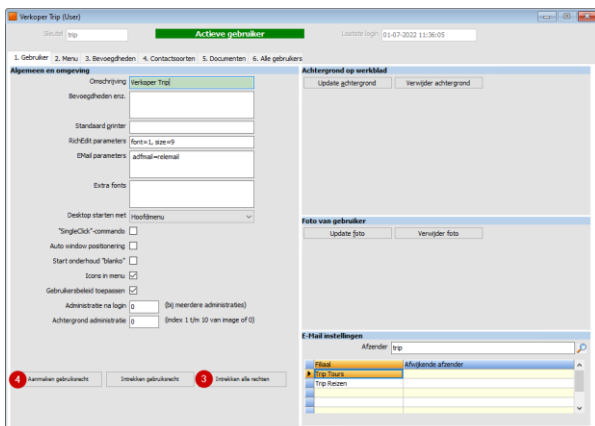 Verkoper Trip (User)
Sleutel trip Actieve gebruiker Laatste login 01-07-2022 11:36:05
1. Gebruiker 2. Menu 3. Bevoegdheden 4. Contactsoorten 5. Documenten 6. Alle gebruikers
Algemeen en omgeving
Omschrijving Verkoper Trip
Bevoegdheden enz.
Standaard printer
RichEdit parameters font=1, size=9
EMail parameters adfmail=relemail
Extra fonts
Desktop starten met Hoofdmenu
"SingleClick"-commando
Auto window positionering
Start onderhoud "blanko"
Icons in menu
Gebruikersbeleid toepassen
Administratie na login 0 (bij meerdere administraties)
Achtergrond administratie 0 (index 1 t/m 10 van image of 0)
4 Aanmaken gebruiksrecht Intrekken gebruiksrecht 3 Intrekken alle rechten
Achtergrond op werkblad
Update achtergrond Verwijder achtergrond
Foto van gebruiker
Update foto Verwijder foto
E-Mail instellingen
Afzender trip
Filiaal Afwijkende afzender
Trip Tours
Trip Reizen